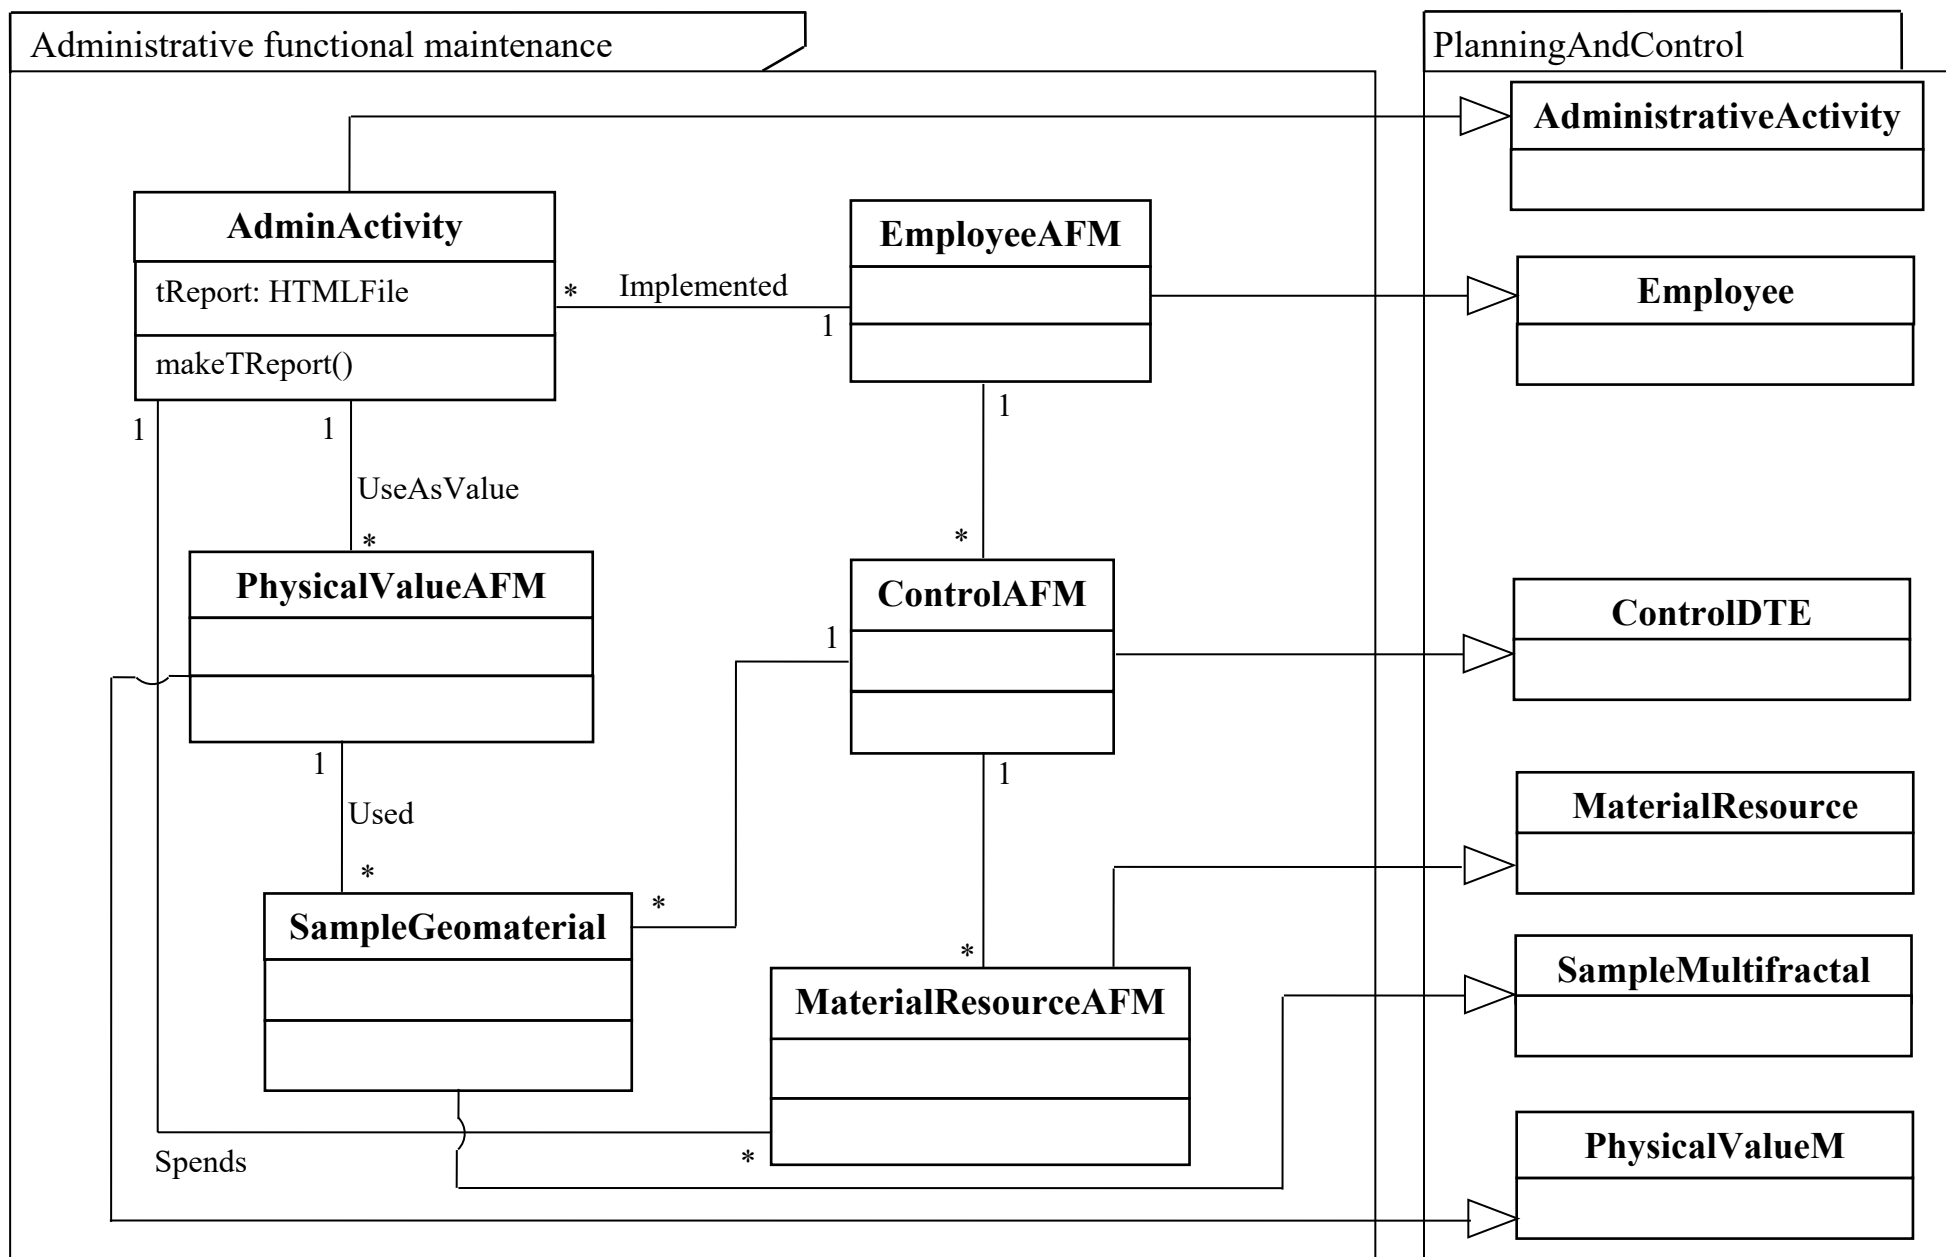 Administrative functional maintenance
PlanningAndControl
AdministrativeActivity
AdminActivity
tReport: HTMLFile
makeTReport()
* Implemented
1
EmployeeAFM
Employee
1
1
1
UseAsValue
*
*
PhysicalValueAFM
ControlAFM
ControlDTE
1
1
1
Used
*
*
MaterialResource
SampleGeomaterial
*
SampleMultifractal
MaterialResourceAFM
Spends
*
PhysicalValueM